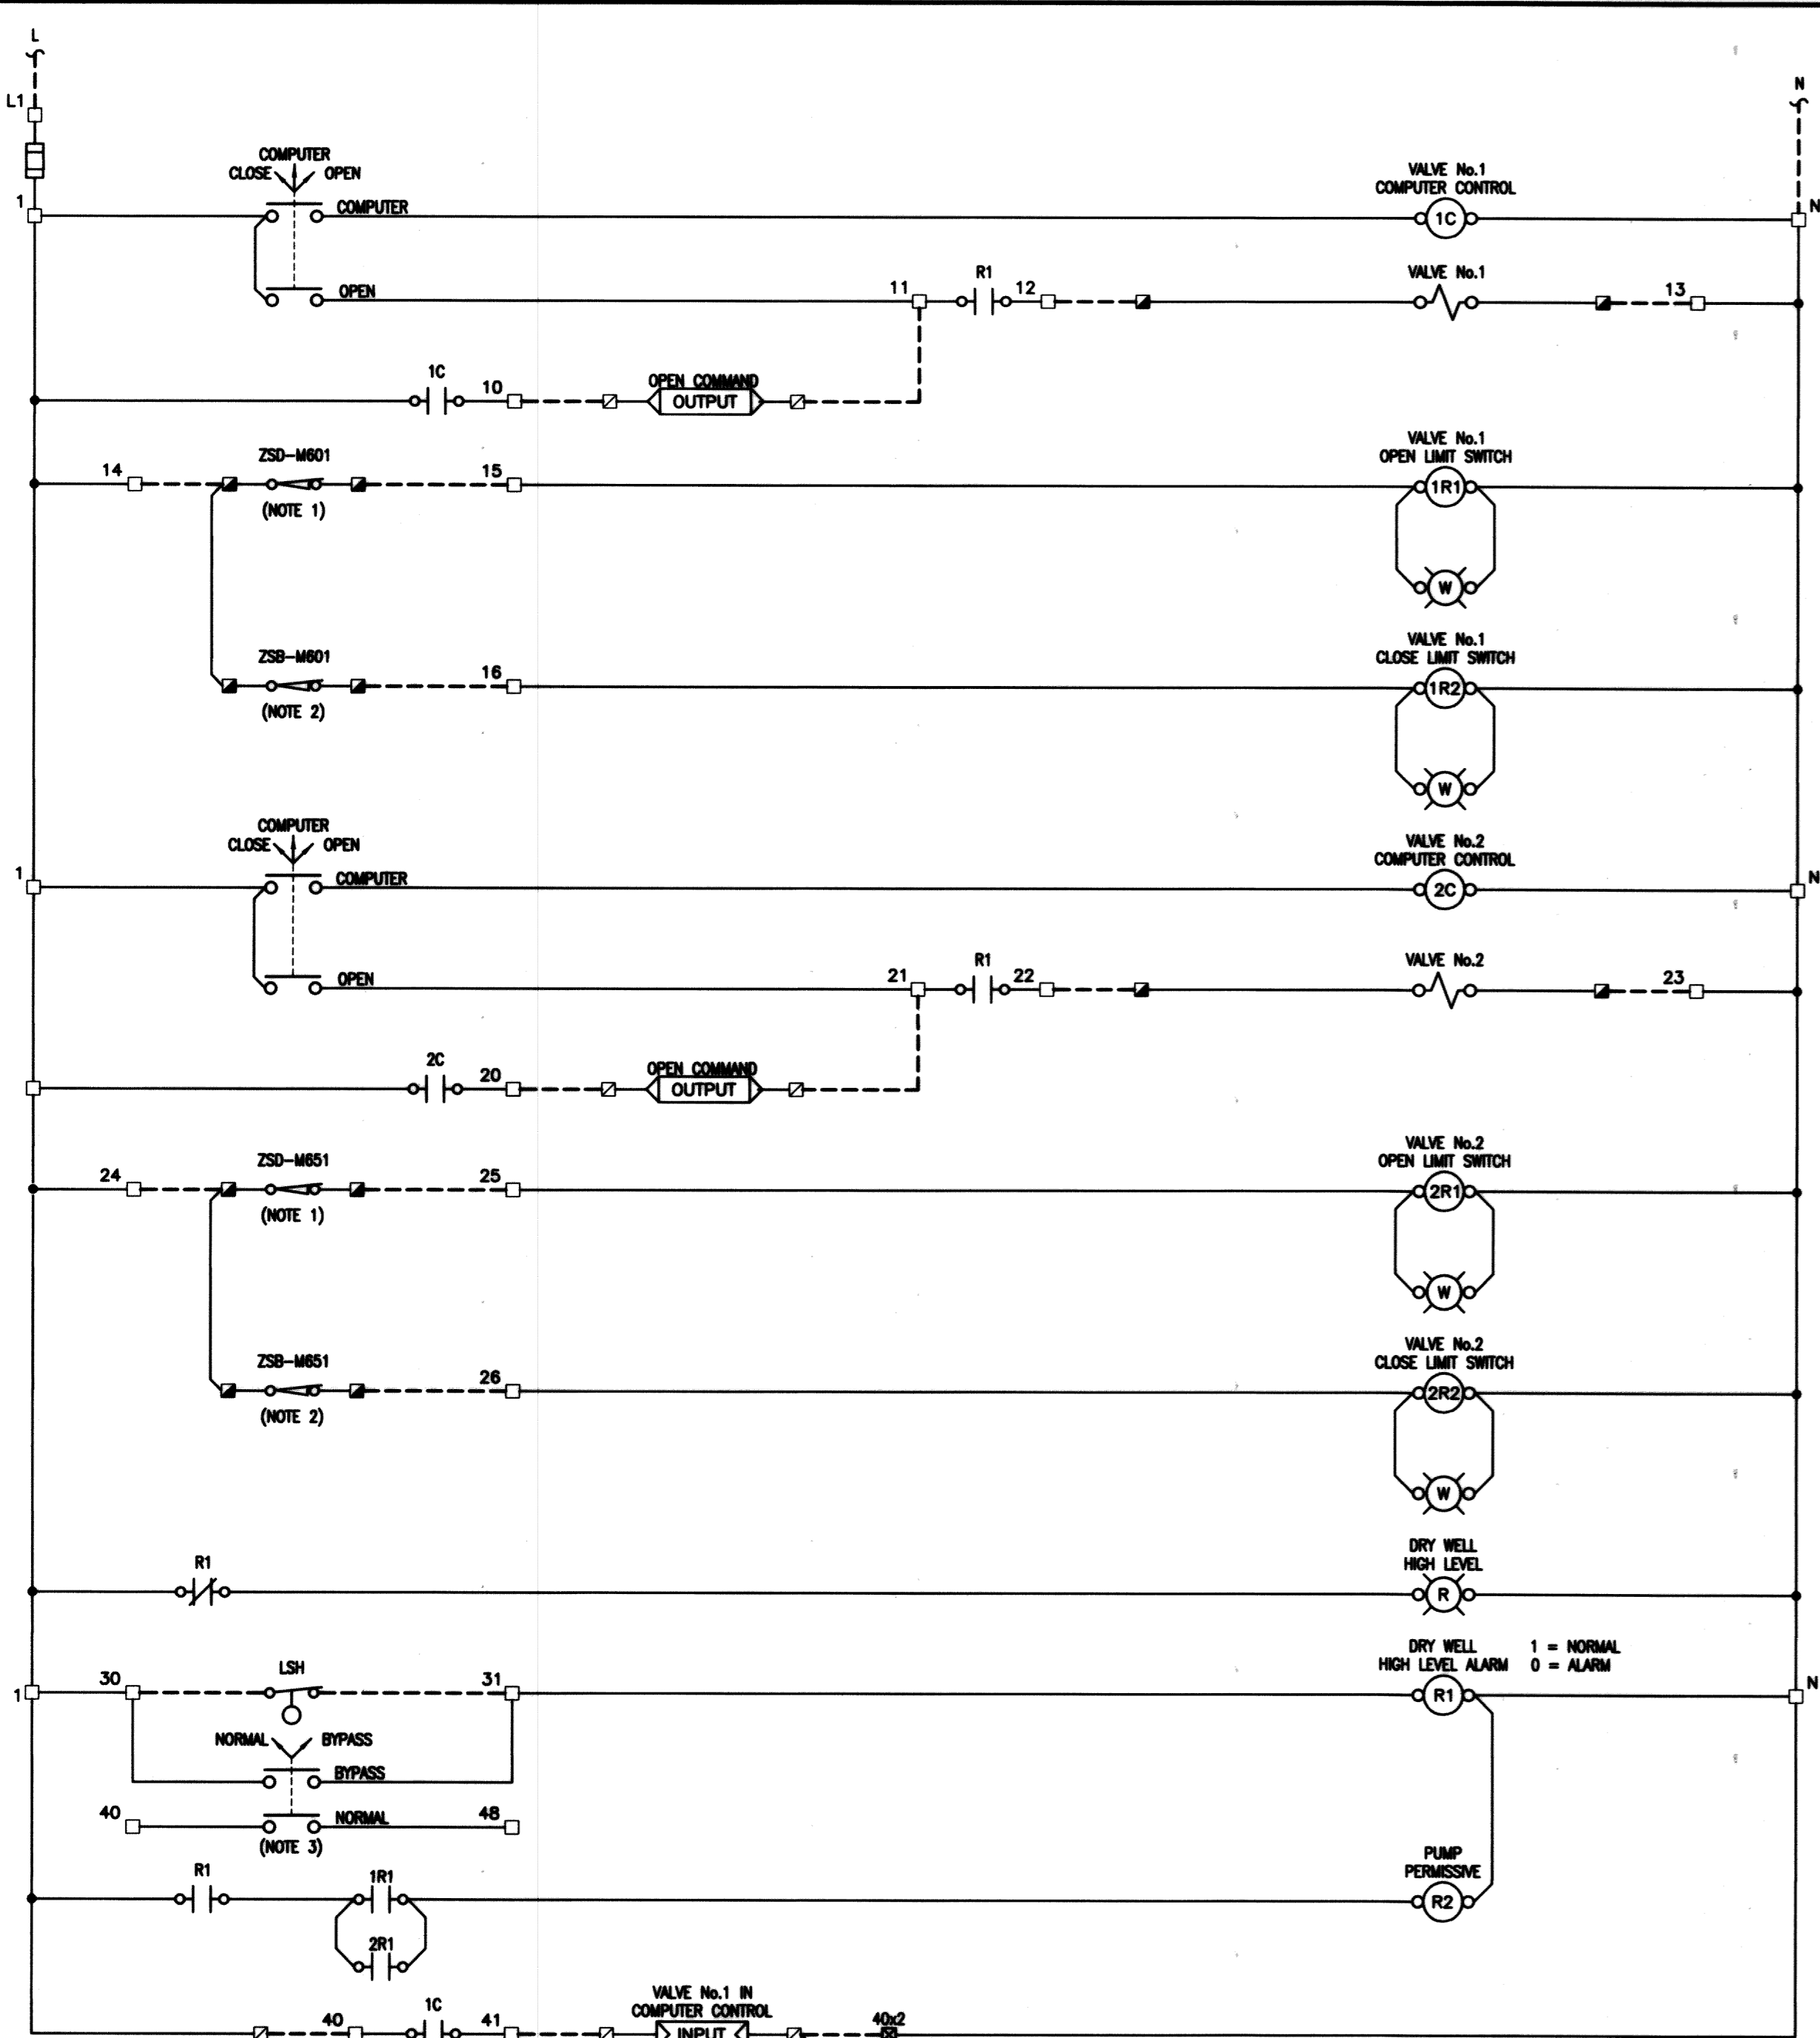 L
N
L1
COMPUTER
CLOSE OPEN
VALVE No.1
COMPUTER CONTROL
1
COMPUTER
1C
N
OPEN
11
R1
12
VALVE No.1
13
1C
10
OPEN COMMAND
OUTPUT
VALVE No.1
OPEN LIMIT SWITCH
14
ZSD-M601
15
1R1
(NOTE 1)
W
VALVE No.1
CLOSE LIMIT SWITCH
ZSB-M601
16
1R2
(NOTE 2)
W
COMPUTER
CLOSE OPEN
VALVE No.2
COMPUTER CONTROL
1
COMPUTER
2C
N
OPEN
21
R1
22
VALVE No.2
23
2C
20
OPEN COMMAND
OUTPUT
VALVE No.2
OPEN LIMIT SWITCH
24
ZSD-M651
25
2R1
(NOTE 1)
W
VALVE No.2
CLOSE LIMIT SWITCH
ZSB-M651
26
2R2
(NOTE 2)
W
DRY WELL
HIGH LEVEL
R1
R
DRY WELL 1 = NORMAL
HIGH LEVEL ALARM 0 = ALARM
1
30
LSH
31
R1
N
NORMAL BYPASS
BYPASS
40
NORMAL
48
(NOTE 3)
PUMP
PERMISSIVE
R1
1R1
R2
2R1
VALVE No.1 IN
COMPUTER CONTROL
40
1C
41
INPUT
40x2